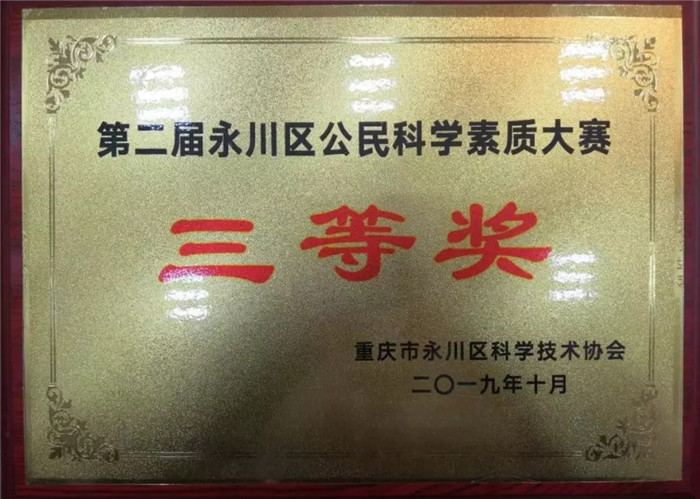 第二届永川区公民科学素质大赛
三等奖
重庆市永川区科学技术协会
二〇一九年十月